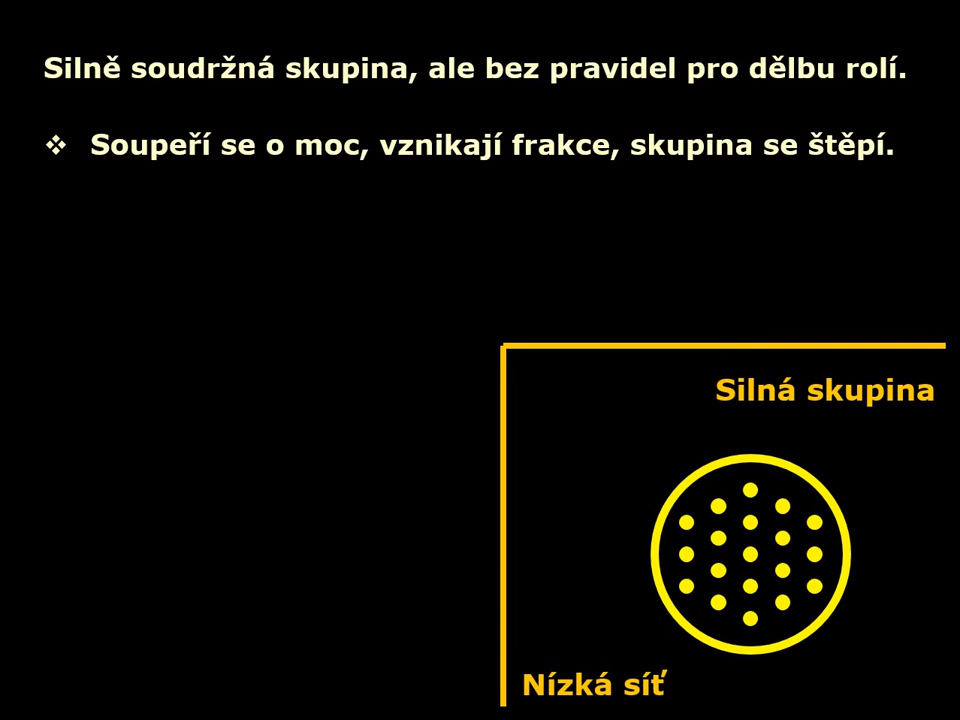 Silně soudržná skupina, ale bez pravidel pro dělbu rolí.
❖ Soupeří se o moc, vznikají frakce, skupina se štěpí.
Silná skupina
Nízká síť